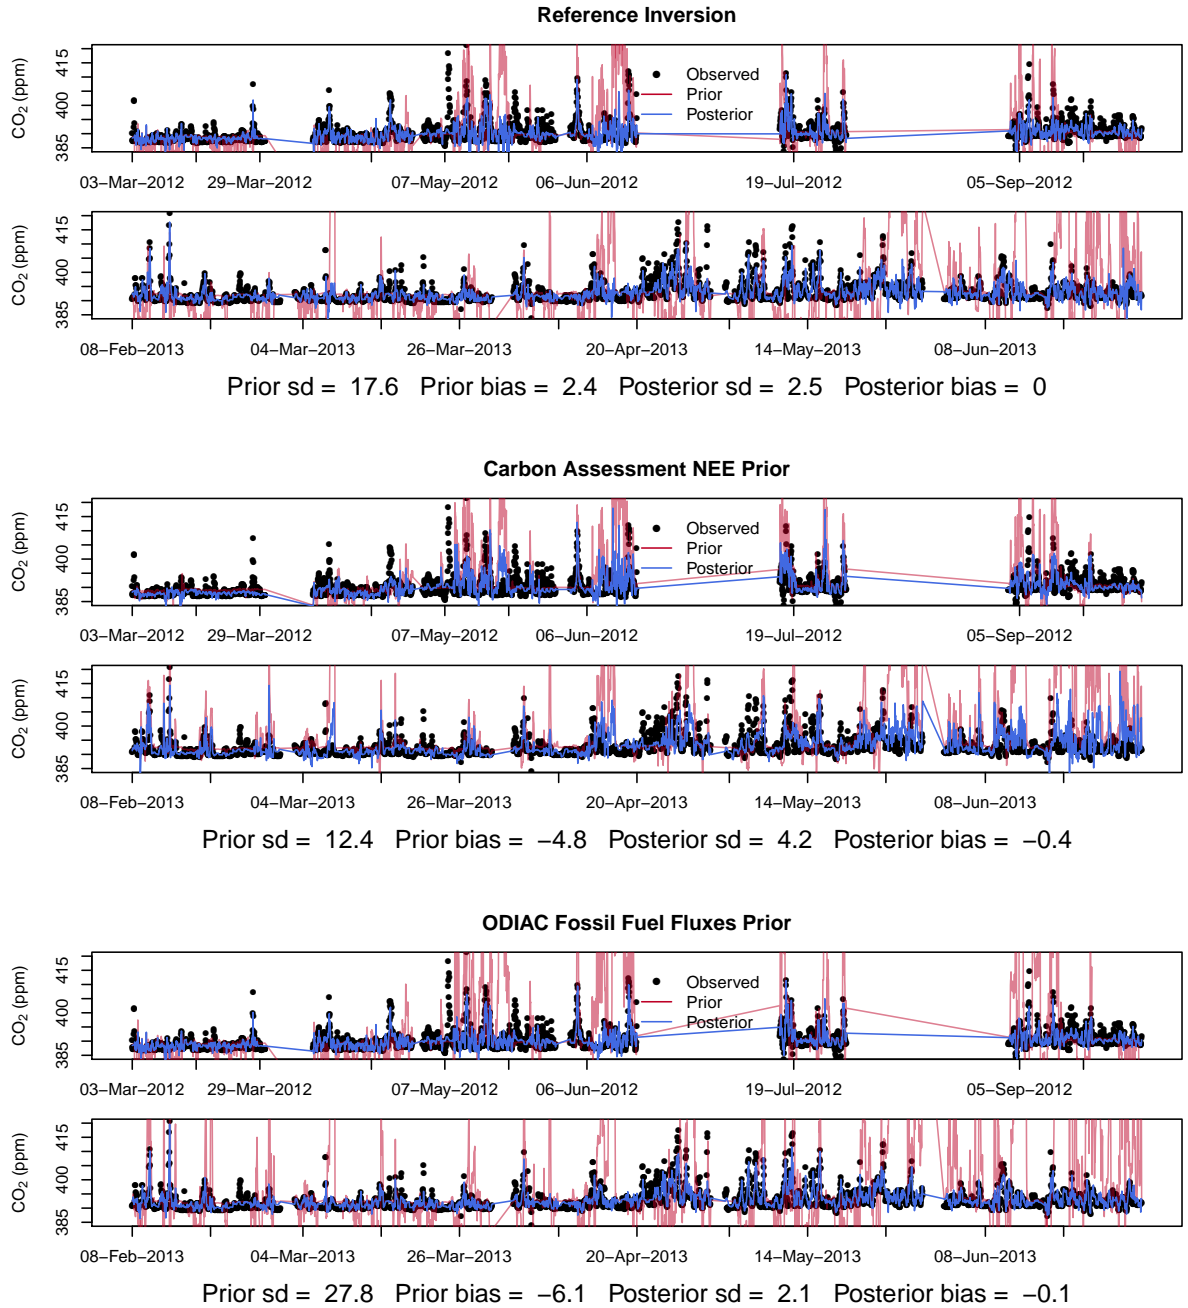 Reference Inversion
CO2 (ppm)
385 400 415
Observed
Prior
Posterior
03−Mar−2012 29−Mar−2012 07−May−2012 06−Jun−2012 19−Jul−2012 05−Sep−2012
CO2 (ppm)
385 400 415
08−Feb−2013 04−Mar−2013 26−Mar−2013 20−Apr−2013 14−May−2013 08−Jun−2013
Prior sd = 17.6 Prior bias = 2.4 Posterior sd = 2.5 Posterior bias = 0
Carbon Assessment NEE Prior
CO2 (ppm)
385 400 415
Observed
Prior
Posterior
03−Mar−2012 29−Mar−2012 07−May−2012 06−Jun−2012 19−Jul−2012 05−Sep−2012
CO2 (ppm)
385 400 415
08−Feb−2013 04−Mar−2013 26−Mar−2013 20−Apr−2013 14−May−2013 08−Jun−2013
Prior sd = 12.4 Prior bias = −4.8 Posterior sd = 4.2 Posterior bias = −0.4
ODIAC Fossil Fuel Fluxes Prior
CO2 (ppm)
385 400 415
Observed
Prior
Posterior
03−Mar−2012 29−Mar−2012 07−May−2012 06−Jun−2012 19−Jul−2012 05−Sep−2012
CO2 (ppm)
385 400 415
08−Feb−2013 04−Mar−2013 26−Mar−2013 20−Apr−2013 14−May−2013 08−Jun−2013
Prior sd = 27.8 Prior bias = −6.1 Posterior sd = 2.1 Posterior bias = −0.1